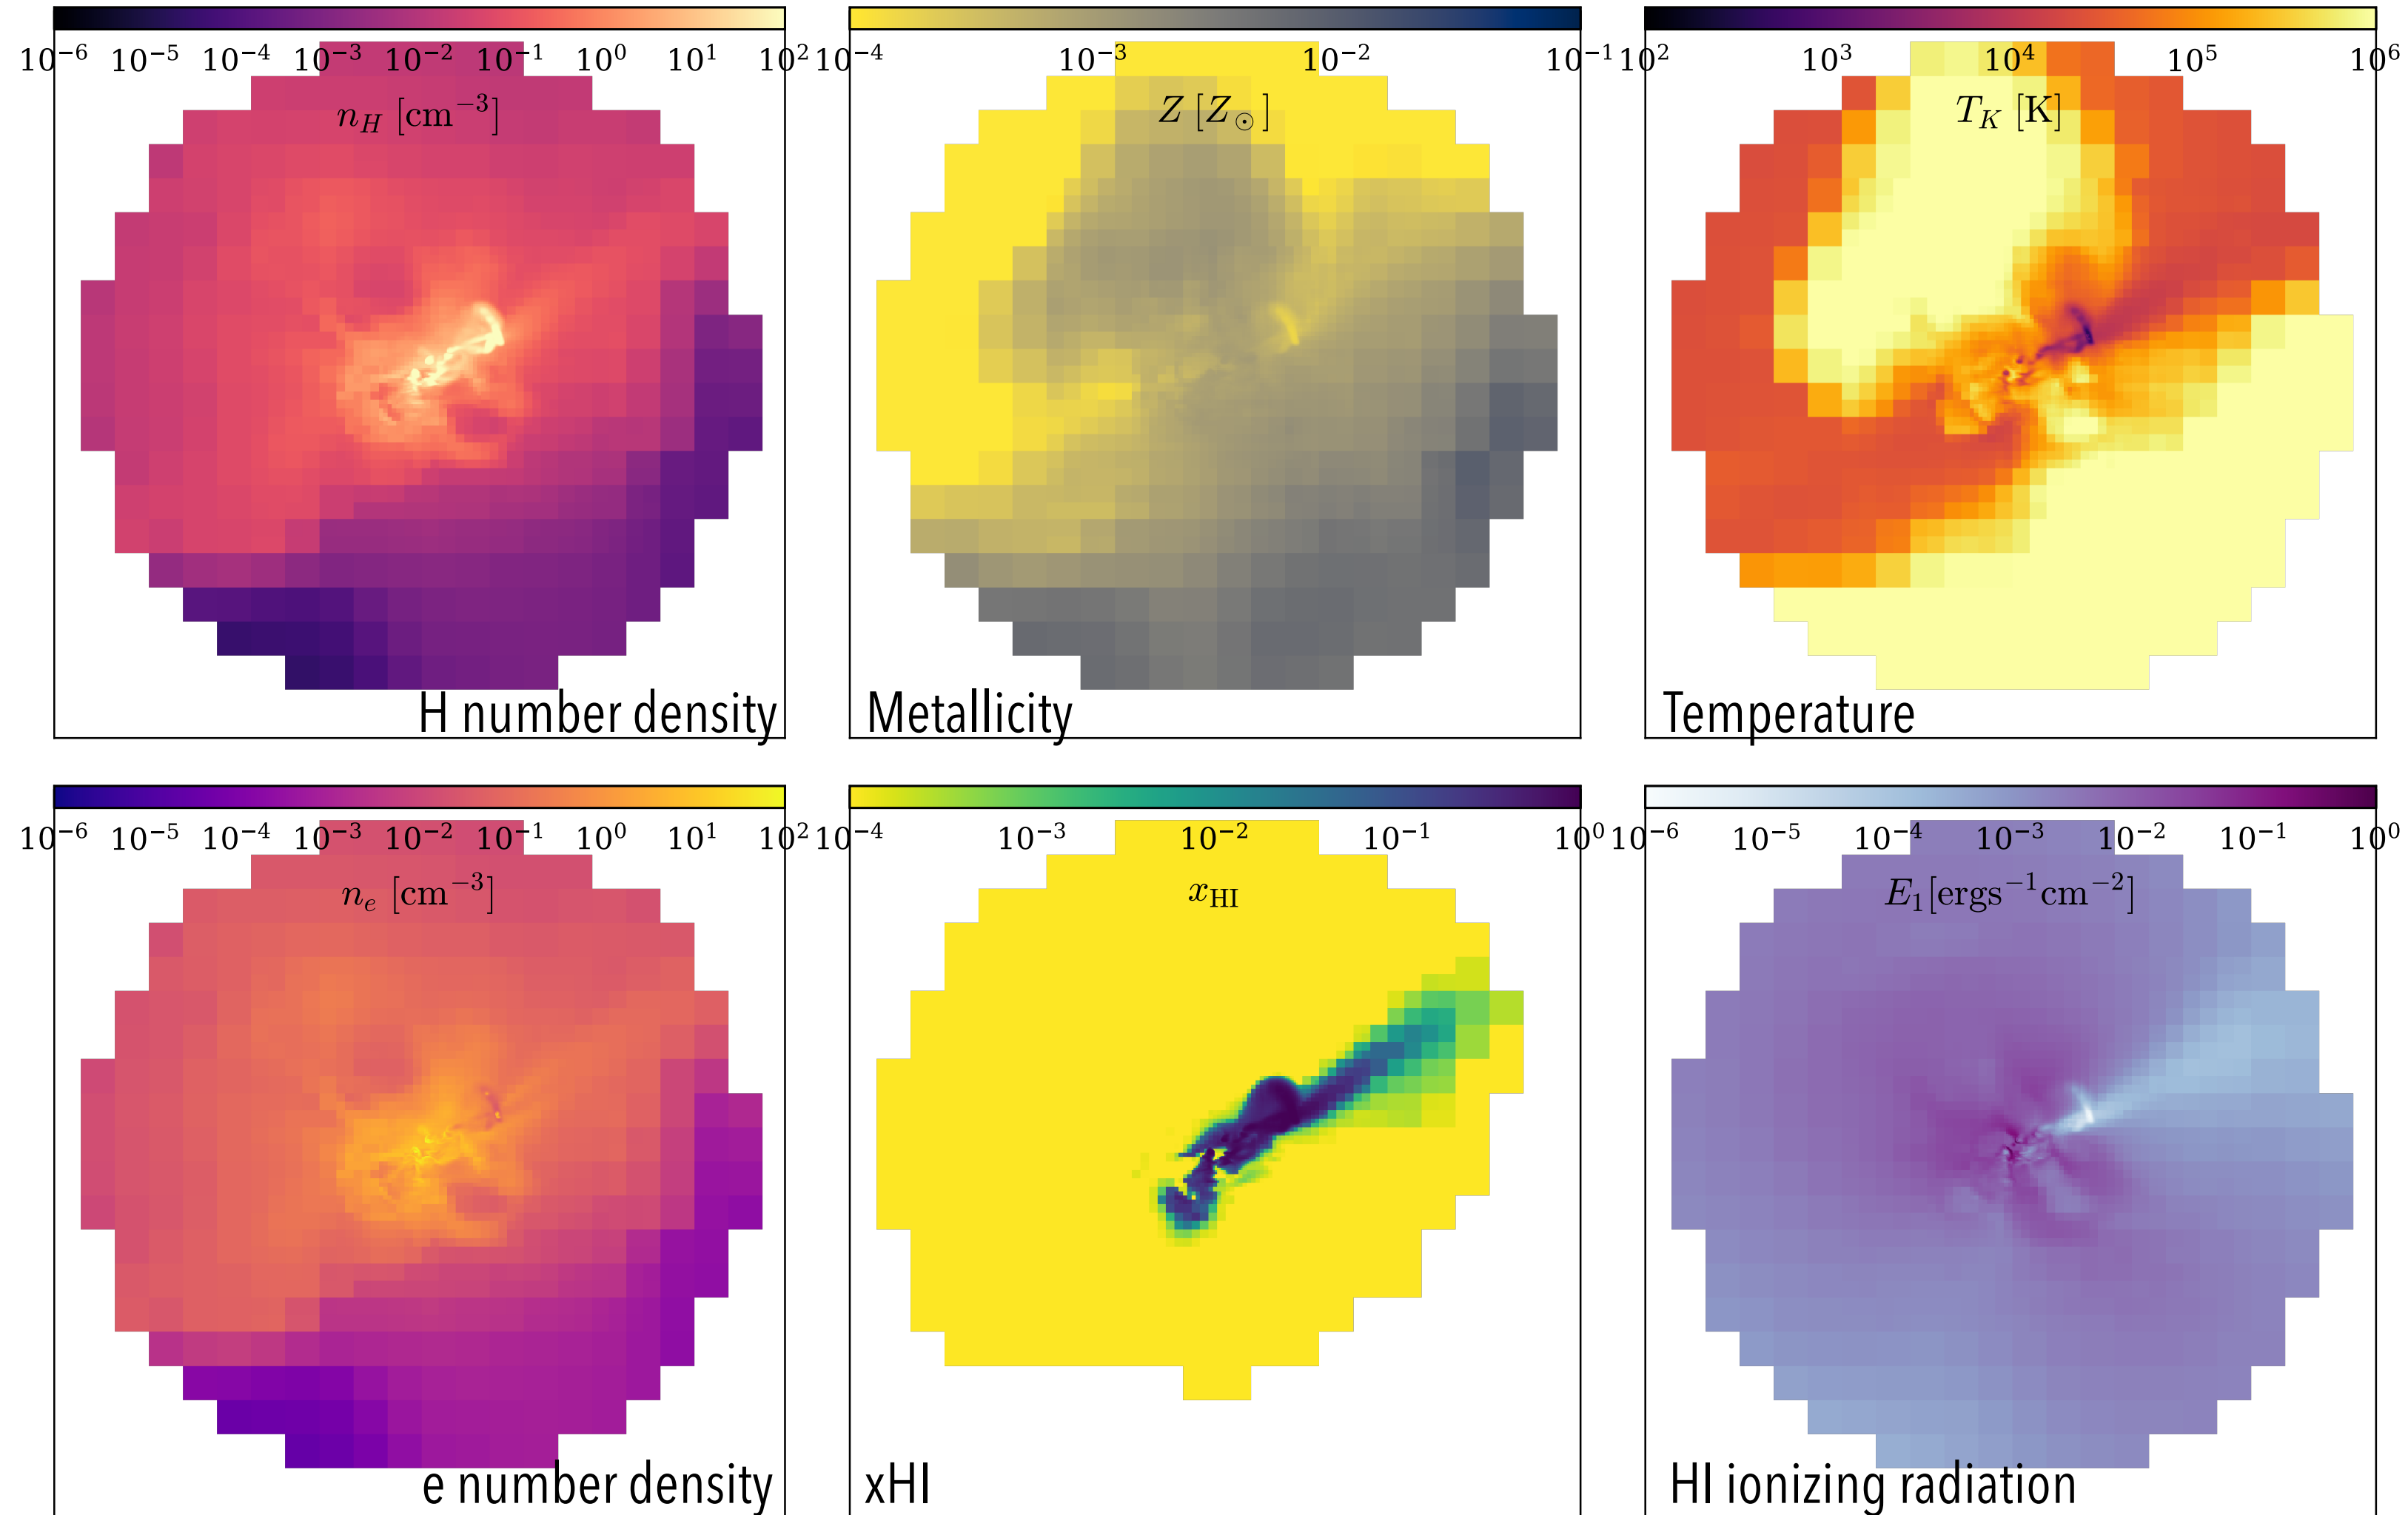 10⁻⁶ 10⁻⁵ 10⁻⁴ 10⁻³ 10⁻² 10⁻¹ 10⁰ 10¹ 10²
n_H [cm⁻³]
H number density
10⁻⁴ 10⁻³ 10⁻² 10⁻¹
Z [Z_⊙]
Metallicity
10² 10³ 10⁴ 10⁵ 10⁶
T_K [K]
Temperature
10⁻⁶ 10⁻⁵ 10⁻⁴ 10⁻³ 10⁻² 10⁻¹ 10⁰ 10¹ 10²
n_e [cm⁻³]
e number density
10⁻⁴ 10⁻³ 10⁻² 10⁻¹ 10⁰
x_HI
xHI
10⁻⁶ 10⁻⁵ 10⁻⁴ 10⁻³ 10⁻² 10⁻¹ 10⁰
E₁[ergs⁻¹cm⁻²]
HI ionizing radiation